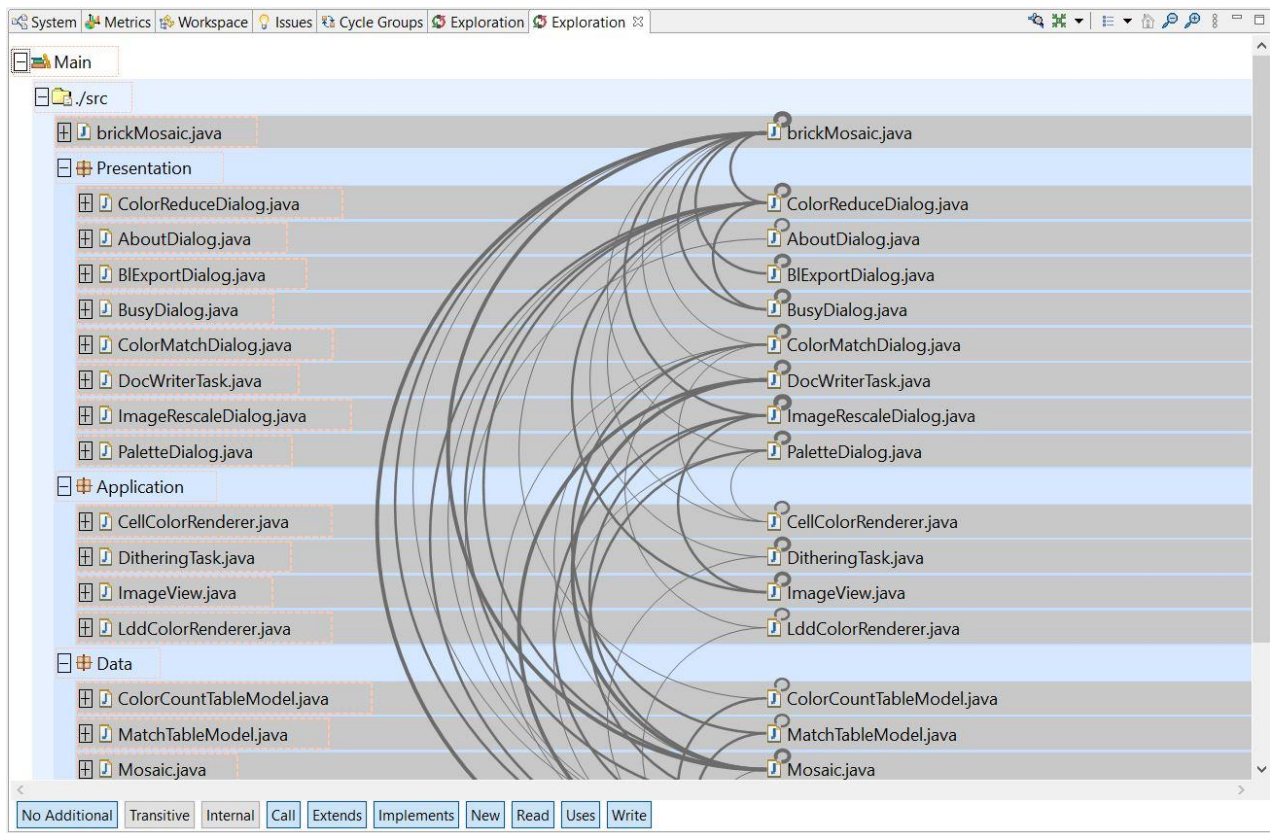 System Metrics Workspace Issues Cycle Groups Exploration Exploration
Main
./src
brickMosaic.java brickMosaic.java
Presentation
ColorReduceDialog.java ColorReduceDialog.java
AboutDialog.java AboutDialog.java
BlExportDialog.java BlExportDialog.java
BusyDialog.java BusyDialog.java
ColorMatchDialog.java ColorMatchDialog.java
DocWriterTask.java DocWriterTask.java
ImageRescaleDialog.java ImageRescaleDialog.java
PaletteDialog.java PaletteDialog.java
Application
CellColorRenderer.java CellColorRenderer.java
DitheringTask.java DitheringTask.java
ImageView.java ImageView.java
LddColorRenderer.java LddColorRenderer.java
Data
ColorCountTableModel.java ColorCountTableModel.java
MatchTableModel.java MatchTableModel.java
Mosaic.java Mosaic.java
No Additional Transitive Internal Call Extends Implements New Read Uses Write